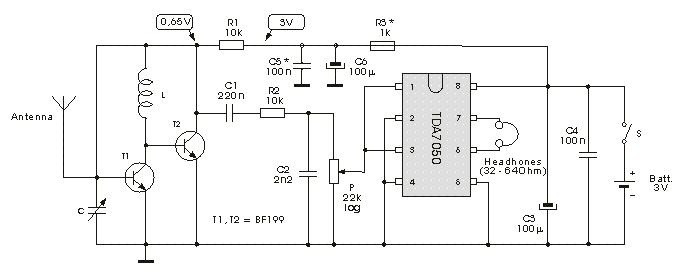 0,65V
R1
10k
3V
R3*
1k
C5*
100n
C6
100µ
L
C1
220n
R2
10k
Antenna
T2
T1
C
C2
2n2
P
22k
log
T1,T2 = BF199
1
2
3
4
TDA7050
8
7
6
5
Headphones
(32-64Ohm)
C4
100n
S
+
Batt.
3V
-
C3
100µ